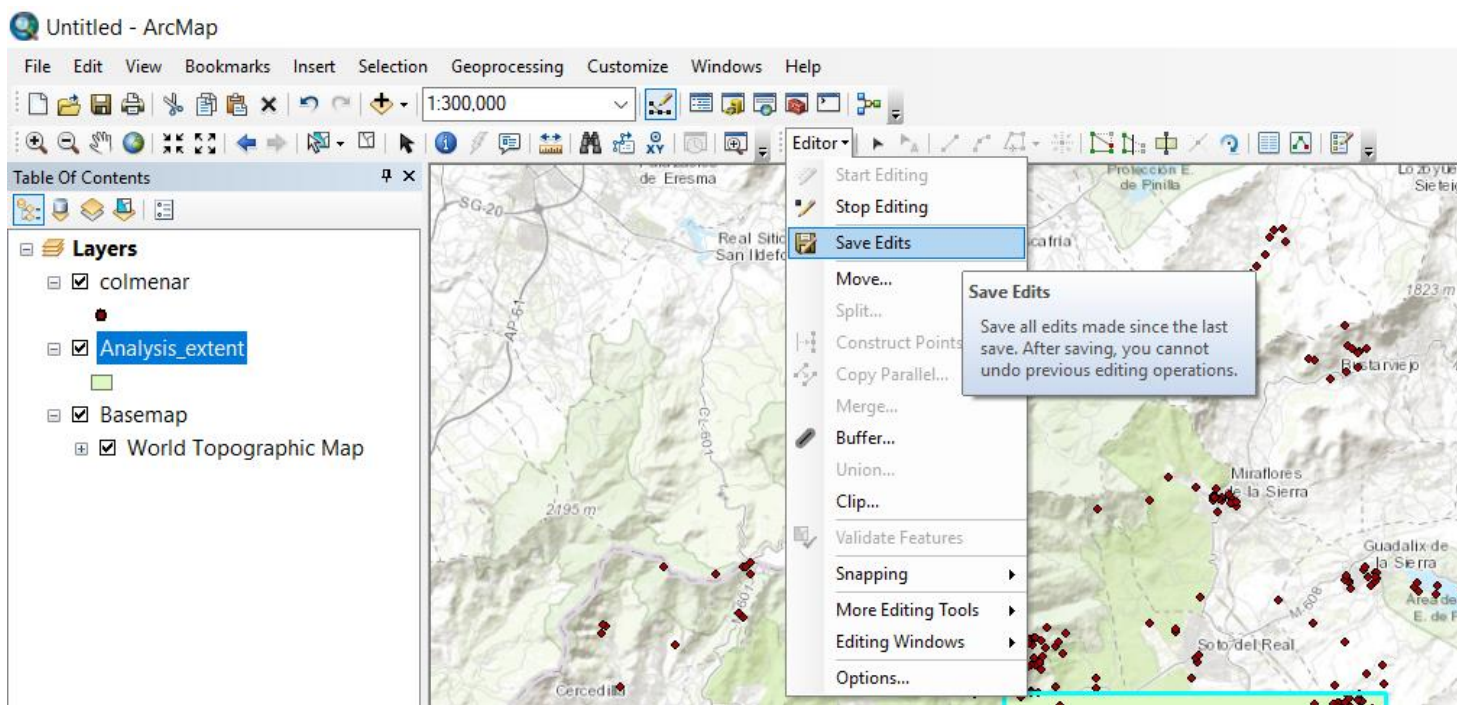 Untitled - ArcMap
File Edit View Bookmarks Insert Selection Geoprocessing Customize Windows Help
1:300,000
XY
Editor
Table Of Contents
Layers
colmenar
Analysis_extent
Basemap
World Topographic Map
Start Editing
Stop Editing
Save Edits
Move...
Split...
Construct Points
Copy Parallel...
Merge...
Buffer...
Union...
Clip...
Validate Features
Snapping
More Editing Tools
Editing Windows
Options...
Save Edits
Save all edits made since the last
save. After saving, you cannot
undo previous editing operations.
de Eresma
SG-20
Real Sitio
San Ildefo
AP-61
CL-601
2195 m
Cercedilla
Protección E.
de Pinilla
cafría
1823 m
Bustarviejo
Miraflores
de la Sierra
Guadalix de
la Sierra
M-608
Soto del Real